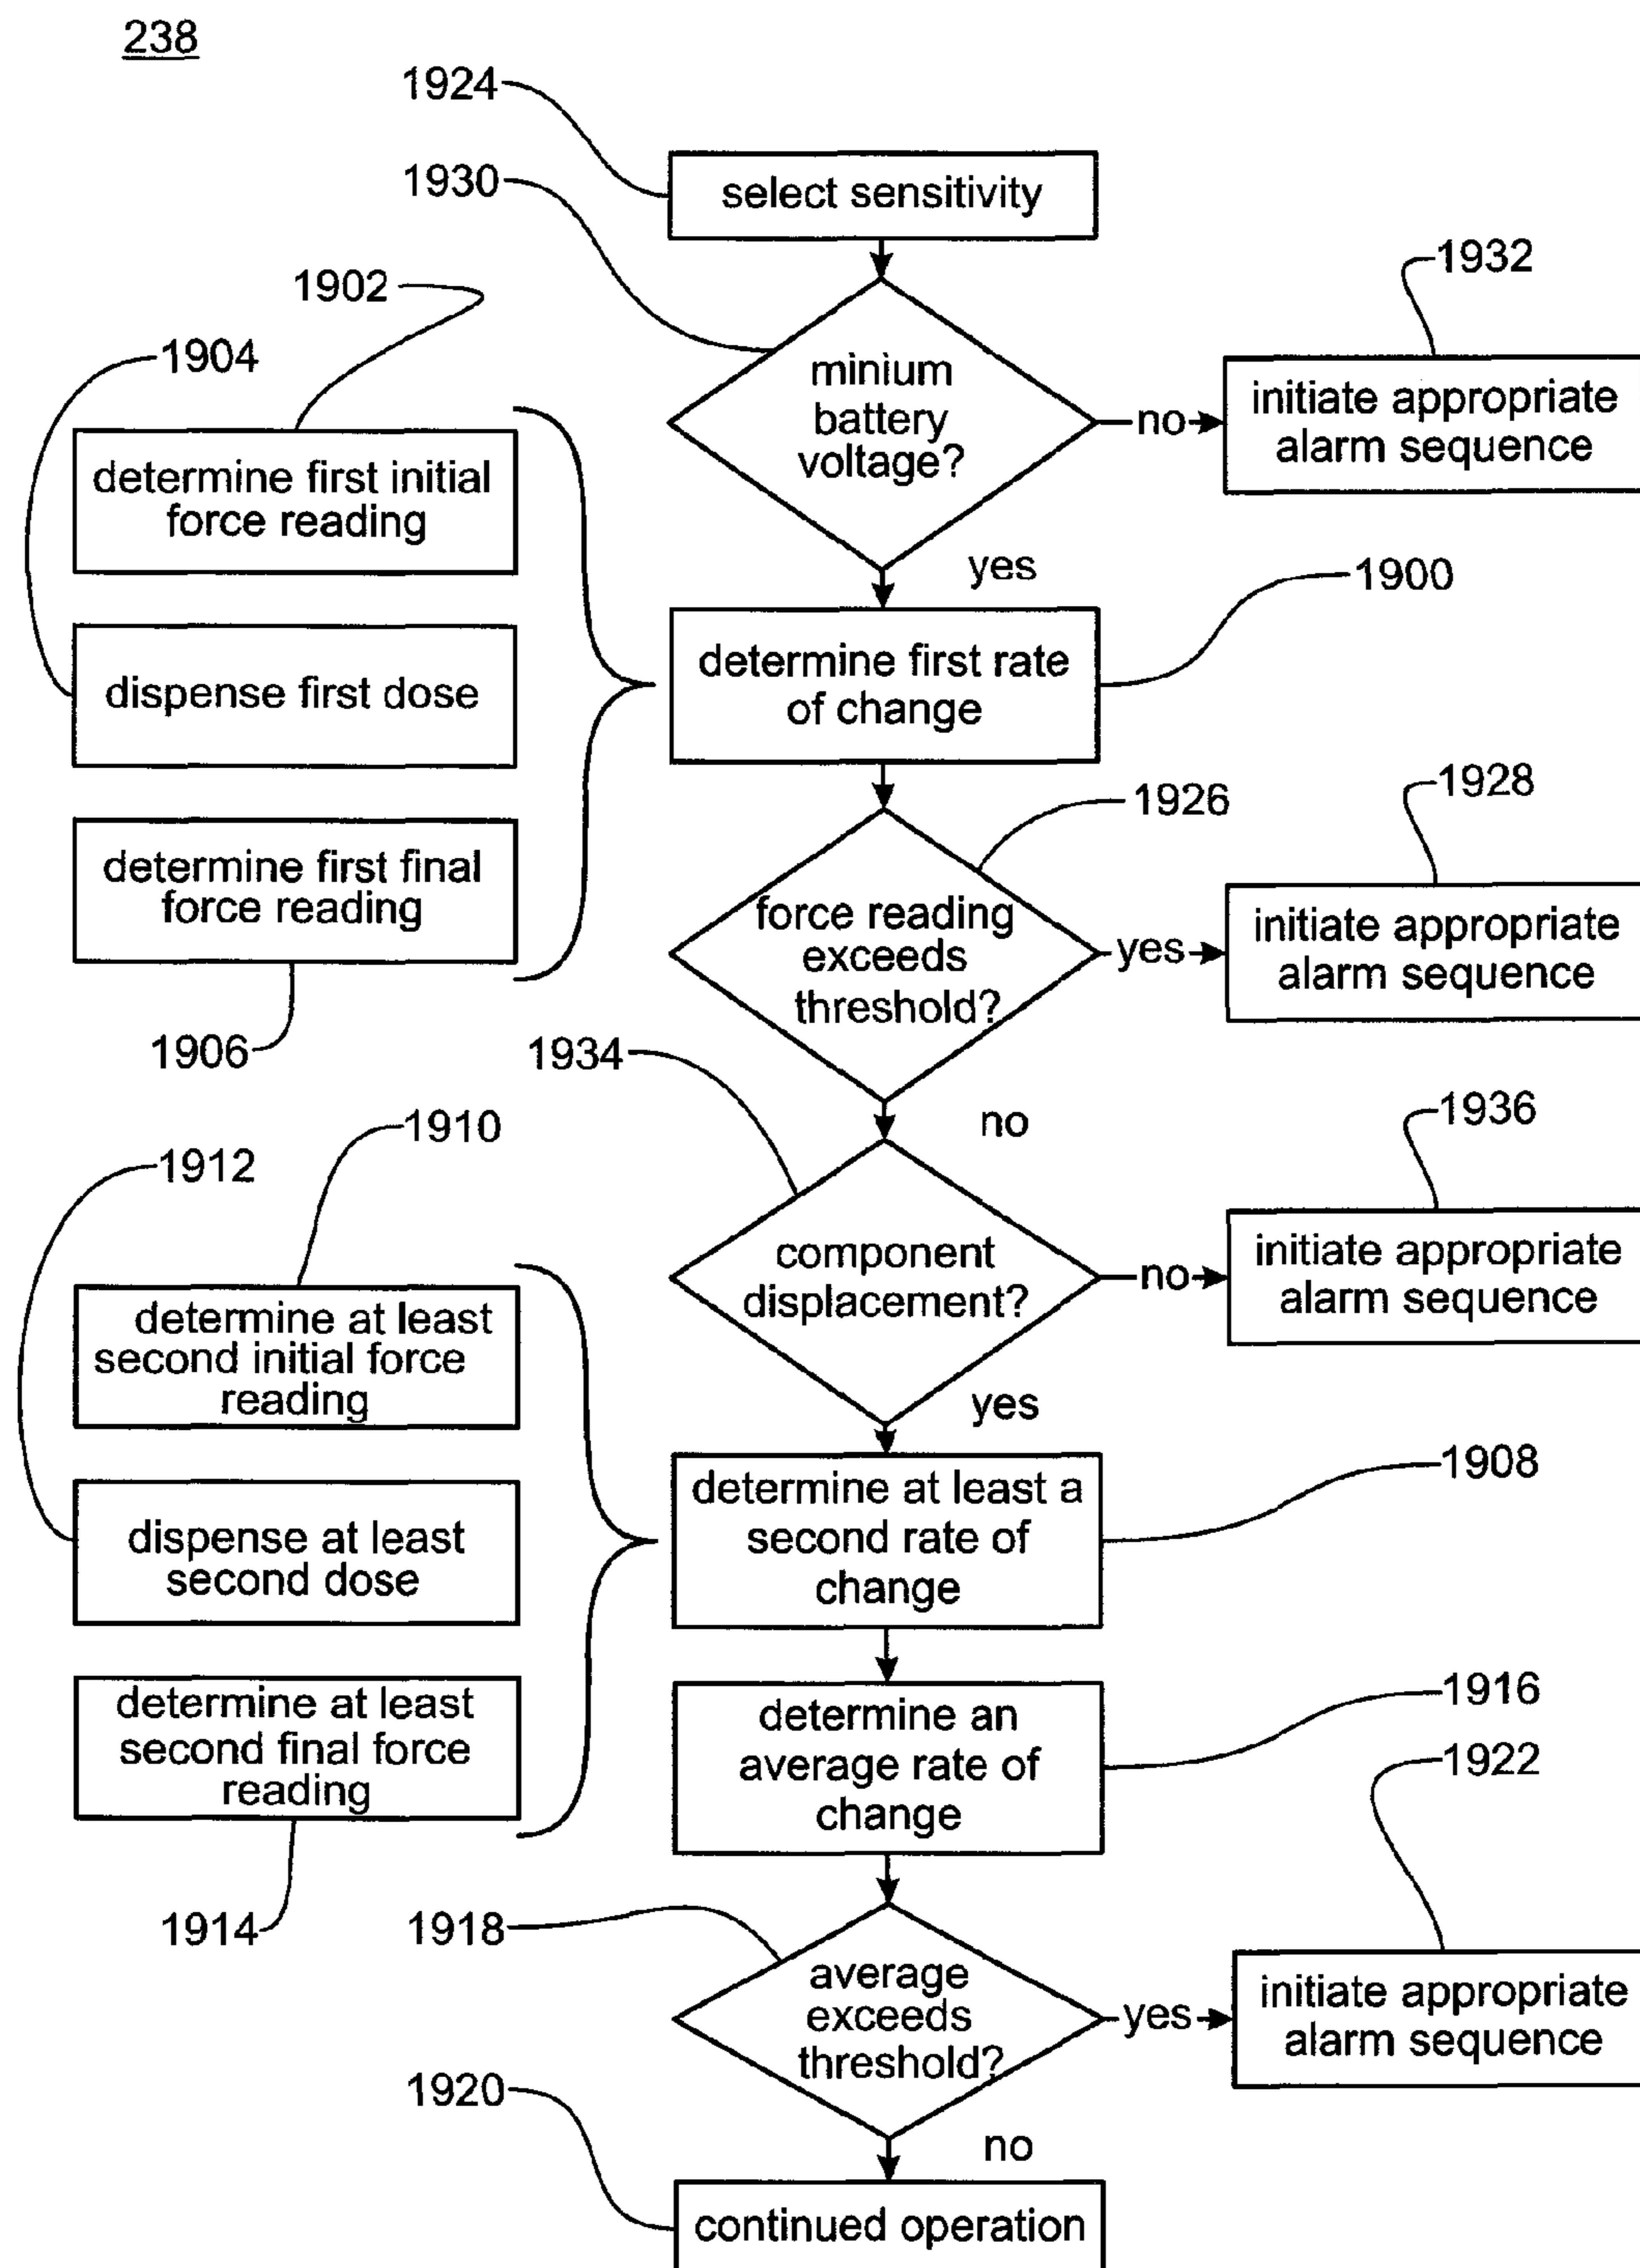 238
1924
select sensitivity
1930
1932
1902
minium
battery
voltage?
no
initiate appropriate
alarm sequence
1904
determine first initial
force reading
yes
1900
determine first rate
of change
dispense first dose
1926
1928
determine first final
force reading
force reading
exceeds
threshold?
yes
initiate appropriate
alarm sequence
1906
1934
no
1936
1910
1912
component
displacement?
no
initiate appropriate
alarm sequence
determine at least
second initial force
reading
yes
1908
determine at least a
second rate of
change
dispense at least
second dose
1916
determine an
average rate of
change
determine at least
second final force
reading
1922
1914
1918
average
exceeds
threshold?
yes
initiate appropriate
alarm sequence
1920
no
continued operation